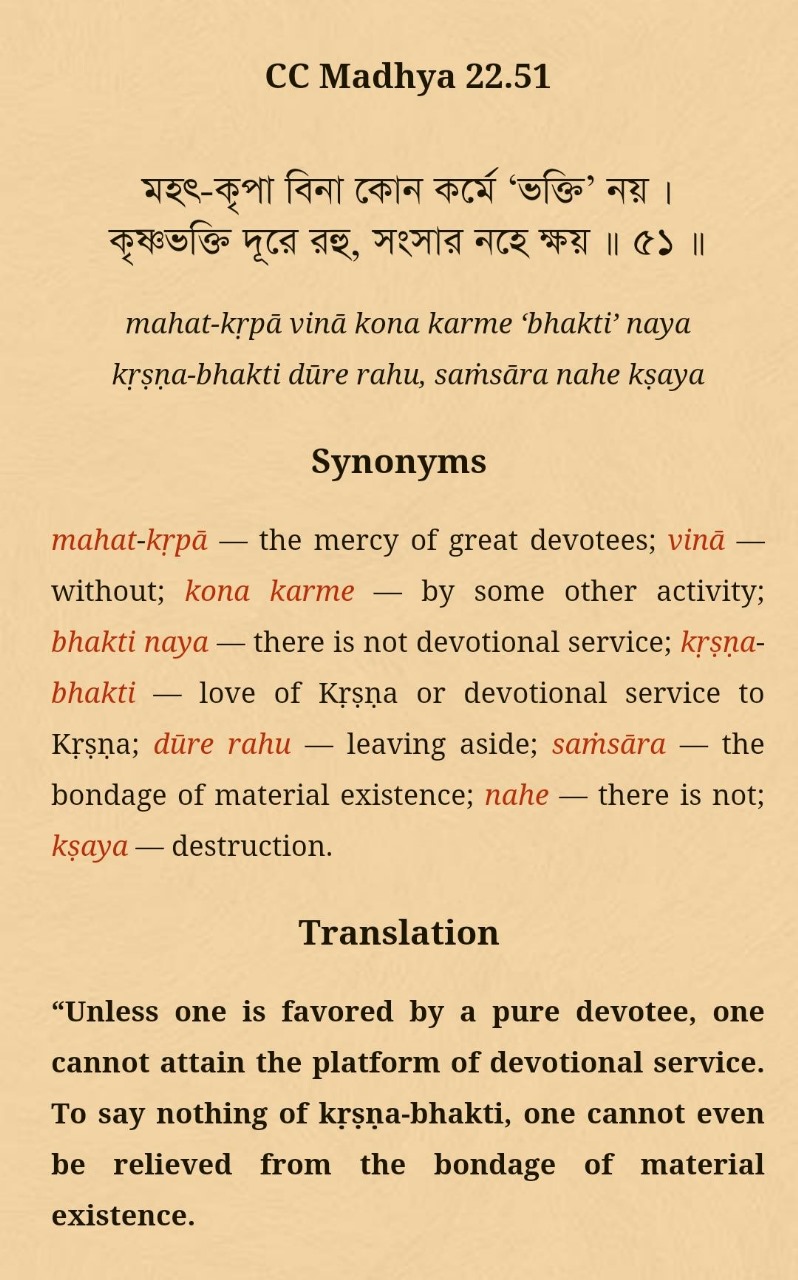 CC Madhya 22.51
মহৎ-কৃপা বিনা কোন কর্মে ‘ভক্তি’ নয় ।
কৃষ্ণভক্তি দূরে রহু, সংসার নহে ক্ষয় ॥ ৫১ ॥
mahat-kṛpā vinā kona karme ‘bhakti’ naya
kṛṣṇa-bhakti dūre rahu, saṁsāra nahe kṣaya
Synonyms
mahat-kṛpā — the mercy of great devotees; vinā —
without; kona karme — by some other activity;
bhakti naya — there is not devotional service; kṛṣṇa-
bhakti — love of Kṛṣṇa or devotional service to
Kṛṣṇa; dūre rahu — leaving aside; saṁsāra — the
bondage of material existence; nahe — there is not;
kṣaya — destruction.
Translation
“Unless one is favored by a pure devotee, one
cannot attain the platform of devotional service.
To say nothing of kṛṣṇa-bhakti, one cannot even
be relieved from the bondage of material
existence.